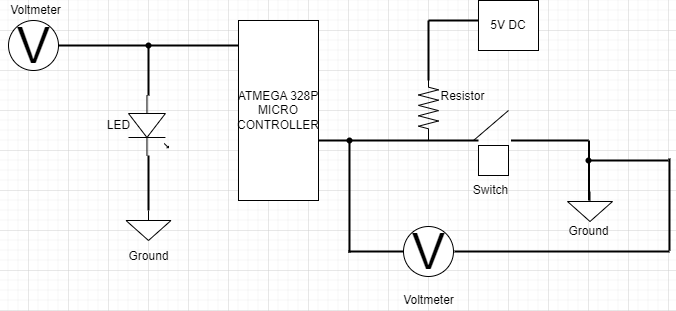 Voltmeter
V
5V DC
ATMEGA 328P
MICRO
CONTROLLER
Resistor
LED
Switch
Ground
Ground
V
Voltmeter